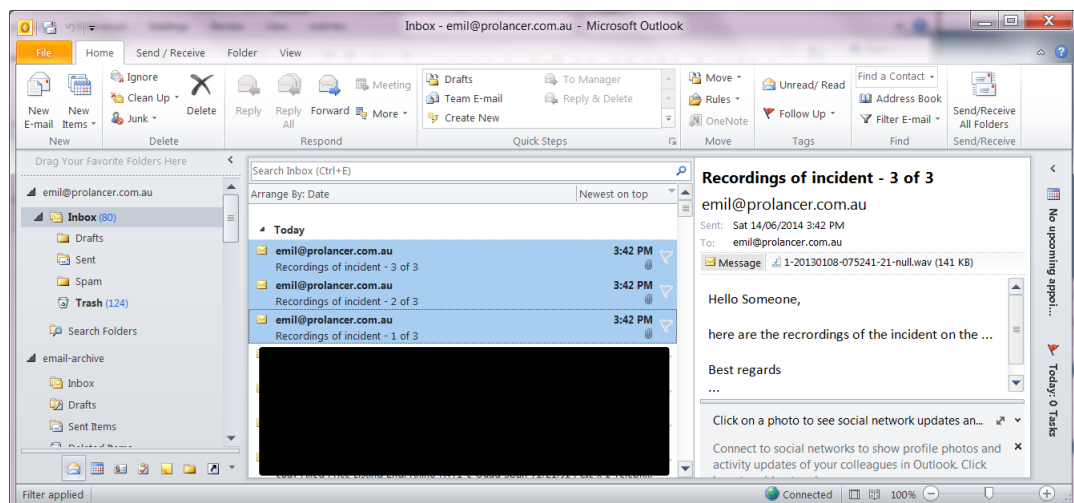 Inbox - emil@prolancer.com.au - Microsoft Outlook
File Home Send / Receive Folder View
New E-mail
New Items
New
Ignore
Clean Up
Junk
Delete
Delete
Reply
Reply All
Forward
Meeting
More
Respond
Drafts
Team E-mail
Create New
To Manager
Reply & Delete
Quick Steps
Move
Rules
OneNote
Move
Unread/ Read
Follow Up
Tags
Find a Contact
Address Book
Filter E-mail
Find
Send/Receive All Folders
Send/Receive
Drag Your Favorite Folders Here
emil@prolancer.com.au
Inbox (80)
Drafts
Sent
Spam
Trash (124)
Search Folders
email-archive
Inbox
Drafts
Sent Items
Search Inbox (Ctrl+E)
Arrange By: Date Newest on top
Today
emil@prolancer.com.au 3:42 PM
Recordings of incident - 3 of 3
emil@prolancer.com.au 3:42 PM
Recordings of incident - 2 of 3
emil@prolancer.com.au 3:42 PM
Recordings of incident - 1 of 3
Recordings of incident - 3 of 3
emil@prolancer.com.au
Sent: Sat 14/06/2014 3:42 PM
To: emil@prolancer.com.au
Message 1-20130108-075241-21-null.wav (141 KB)
Hello Someone,
here are the recrordings of the incident on the ...
Best regards
...
Click on a photo to see social network updates an...
Connect to social networks to show profile photos and
activity updates of your colleagues in Outlook. Click
No upcoming appoi...
Today: 0 Tasks
Filter applied
Connected 100%